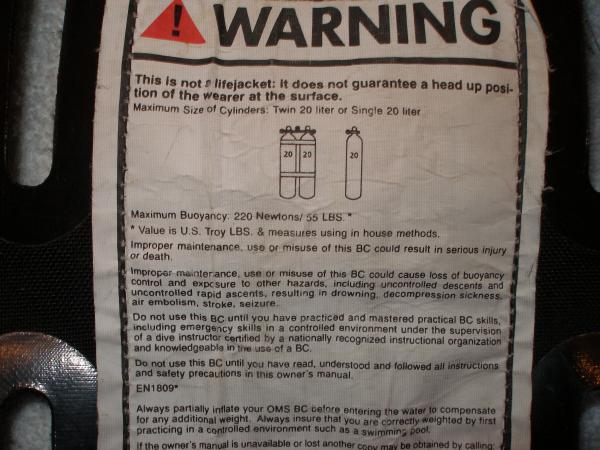 WARNING
This is not a lifejacket: it does not guarantee a head up posi-
tion of the wearer at the surface.
Maximum Size of Cylinders: Twin 20 liter or Single 20 liter
20 20 20
Maximum Buoyancy: 220 Newtons/ 55 LBS. *
* Value is U.S. Troy LBS. & measures using in house methods.
Improper maintenance, use or misuse of this BC could result in serious injury
or death.
Improper maintenance, use or misuse of this BC could cause loss of buoyancy
control and exposure to other hazards, including uncontrolled descents and
uncontrolled rapid ascents, resulting in drowning, decompression sickness,
air embolism, stroke, seizure.
Do not use this BC until you have practiced and mastered practical BC skills,
including emergency skills in a controlled environment under the supervision
of a dive instructor certified by a nationally recognized instructional organization
and knowledgeable in the use of a BC.
Do not use this BC until you have read, understood and followed all instructions
and safety precautions in this owner's manual.
EN1809*
Always partially inflate your OMS BC before entering the water to compensate
for any additional weight. Always insure that you are correctly weighted by first
practicing in a controlled environment such as a swimming pool.
If the owner's manual is unavailable or lost another copy may be obtained by calling: